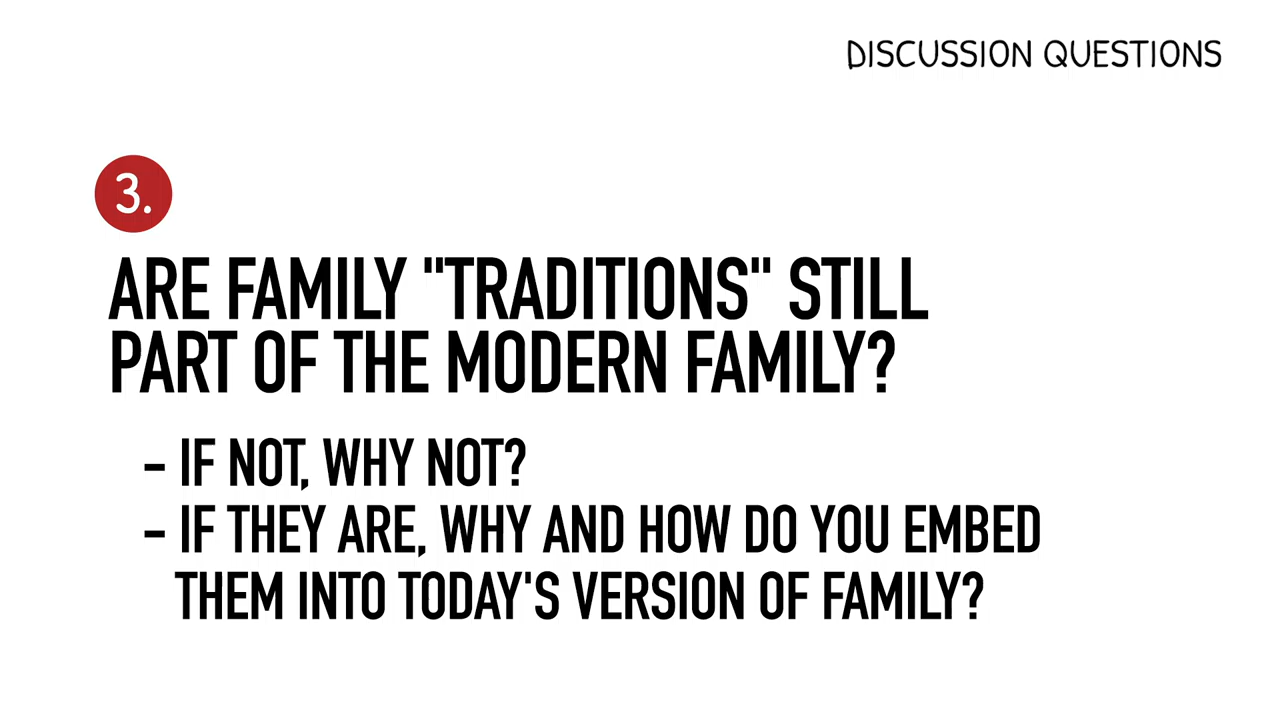 DISCUSSION QUESTIONS
3.
ARE FAMILY "TRADITIONS" STILL
PART OF THE MODERN FAMILY?
- IF NOT, WHY NOT?
- IF THEY ARE, WHY AND HOW DO YOU EMBED
THEM INTO TODAY'S VERSION OF FAMILY?